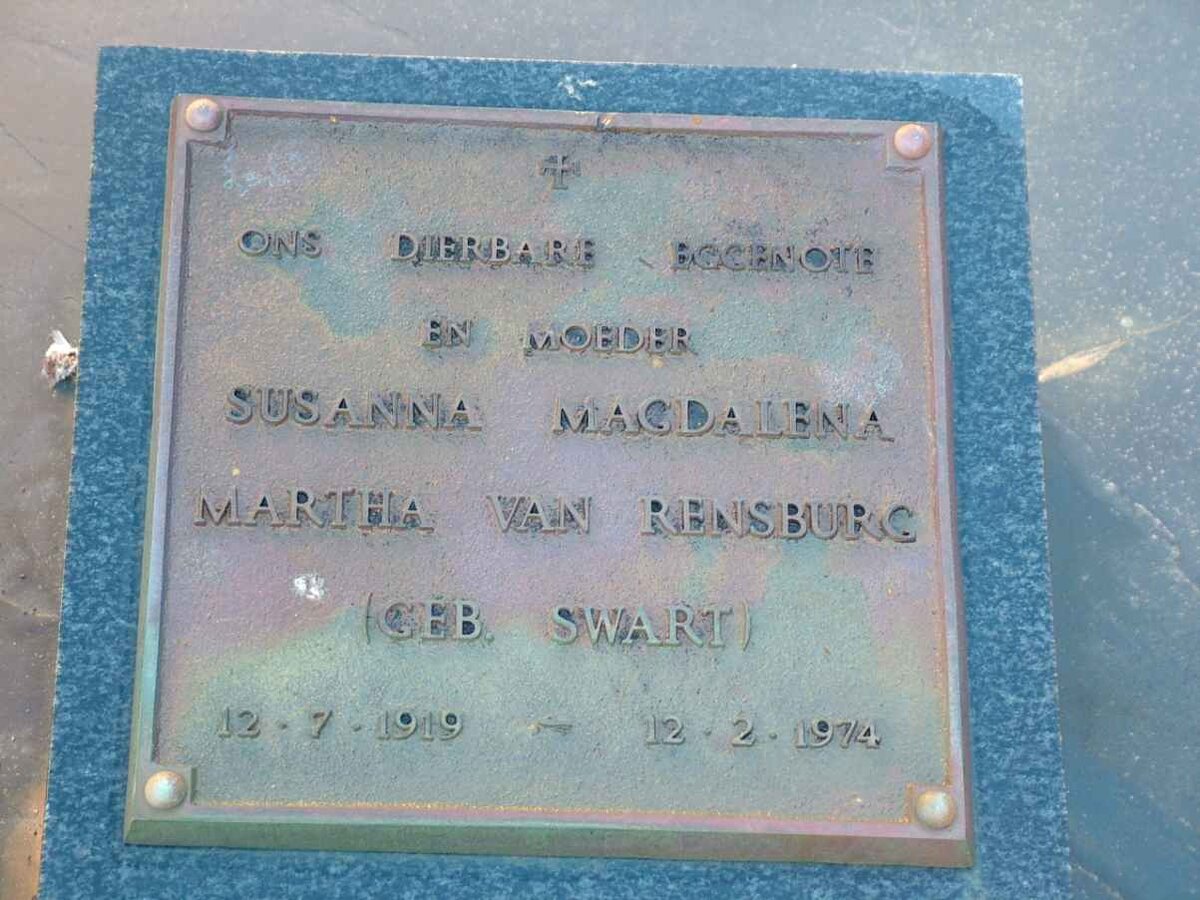 ONS DIERBARE EGGENOTE
EN MOEDER
SUSANNA MAGDALENA
MARTHA VAN RENSBURG
(GEB. SWART)
12 · 7 · 1919 — 12 · 2 · 1974